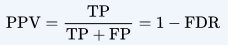 PPV = TP / (TP + FP) = 1 − FDR